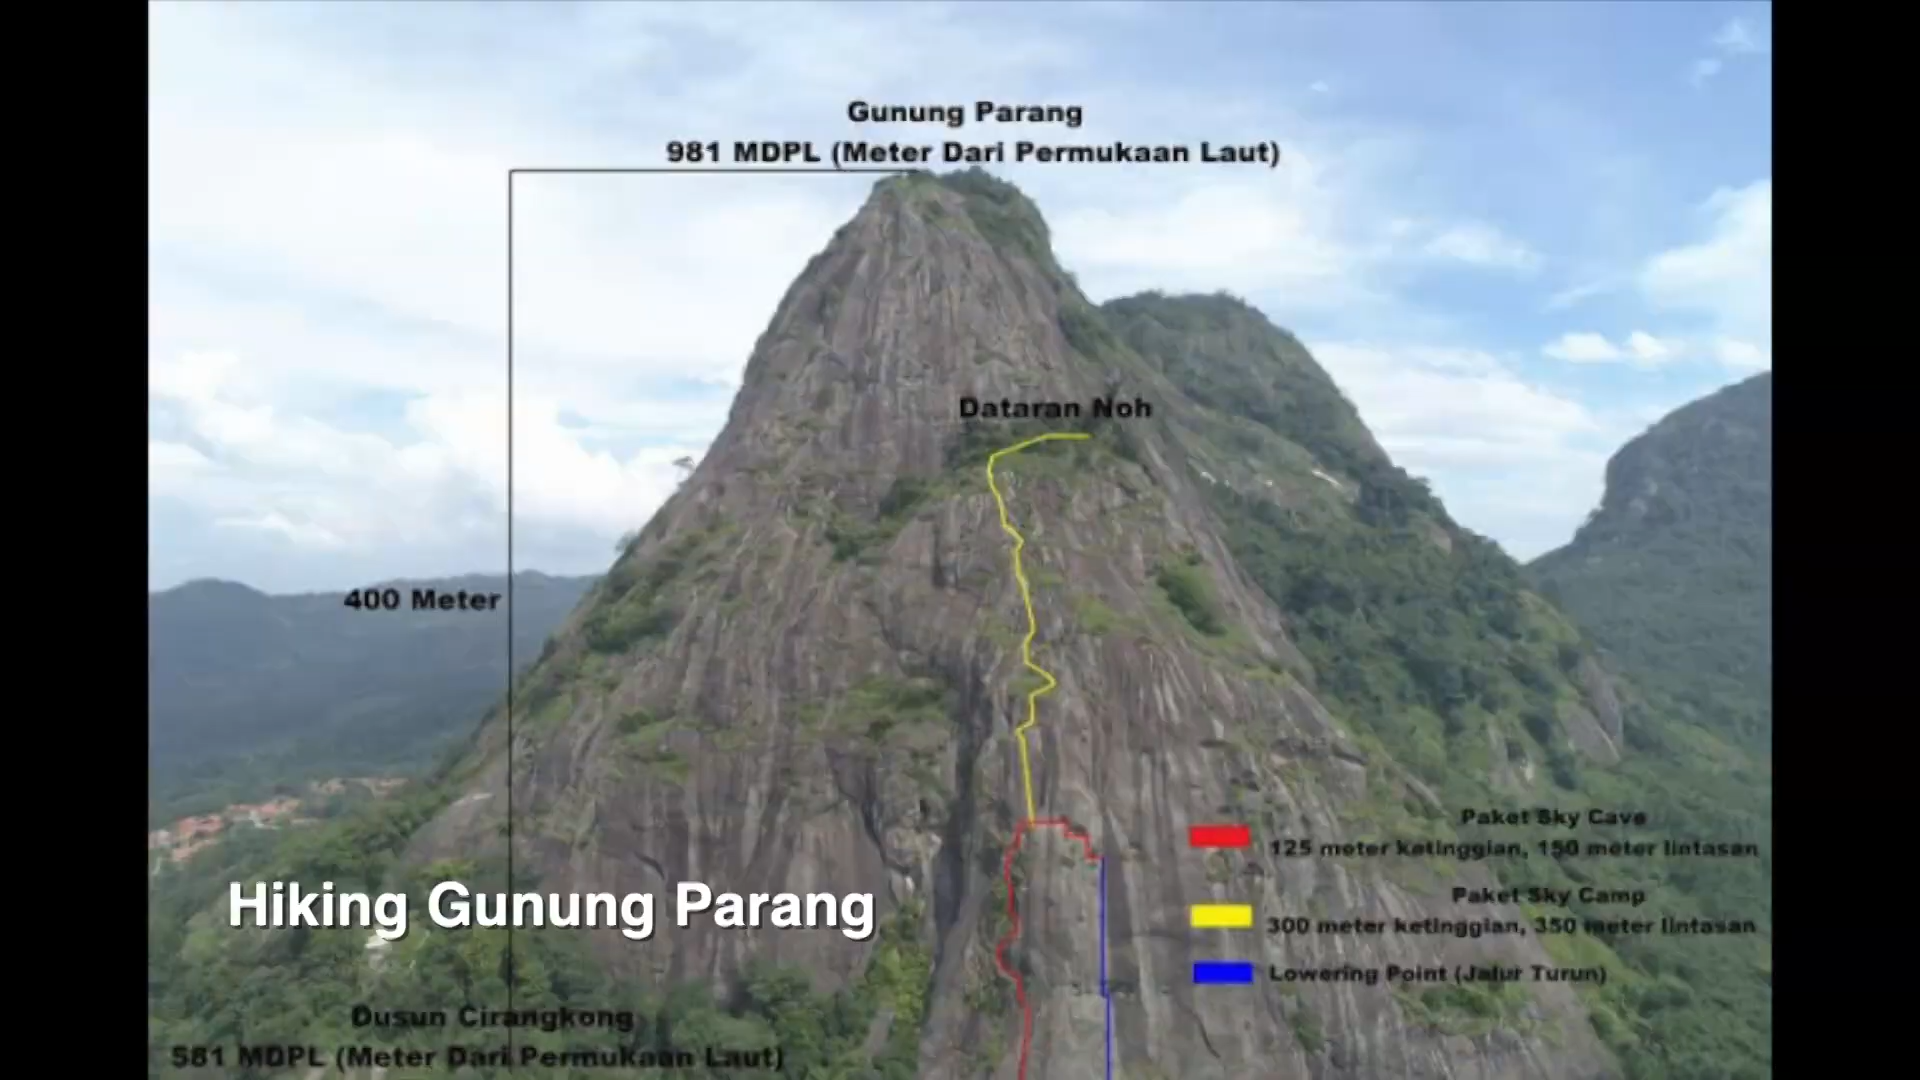 Gunung Parang
981 MDPL (Meter Dari Permukaan Laut)
Dataran Noh
400 Meter
Paket Sky Cave
125 meter ketinggian, 150 meter lintasan
Paket Sky Camp
300 meter ketinggian, 350 meter lintasan
Lowering Point (Jalur Turun)
Hiking Gunung Parang
Dusun Cirangkong
581 MDPL (Meter Dari Permukaan Laut)